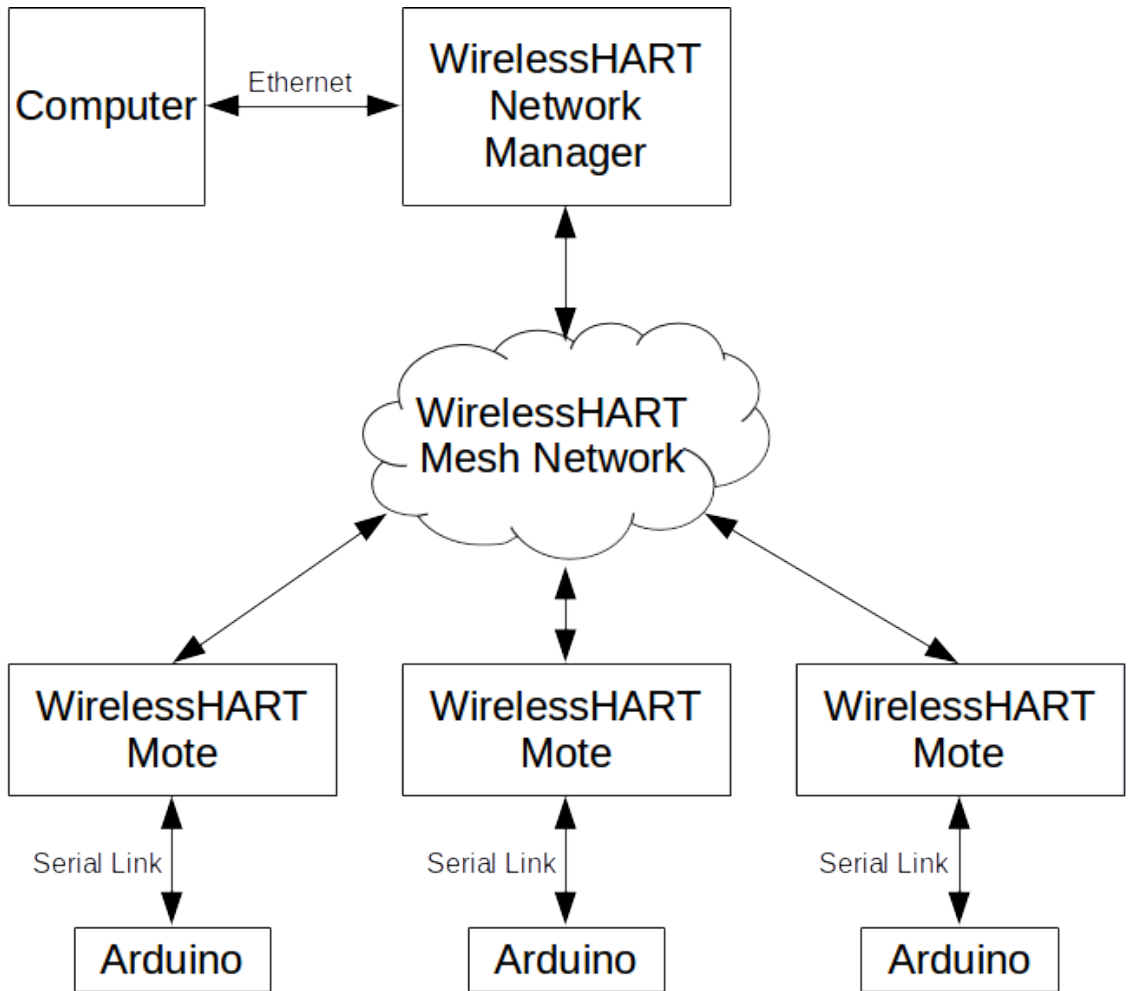 Computer
Ethernet
WirelessHART
Network
Manager
WirelessHART
Mesh Network
WirelessHART
Mote
WirelessHART
Mote
WirelessHART
Mote
Serial Link
Serial Link
Serial Link
Arduino
Arduino
Arduino